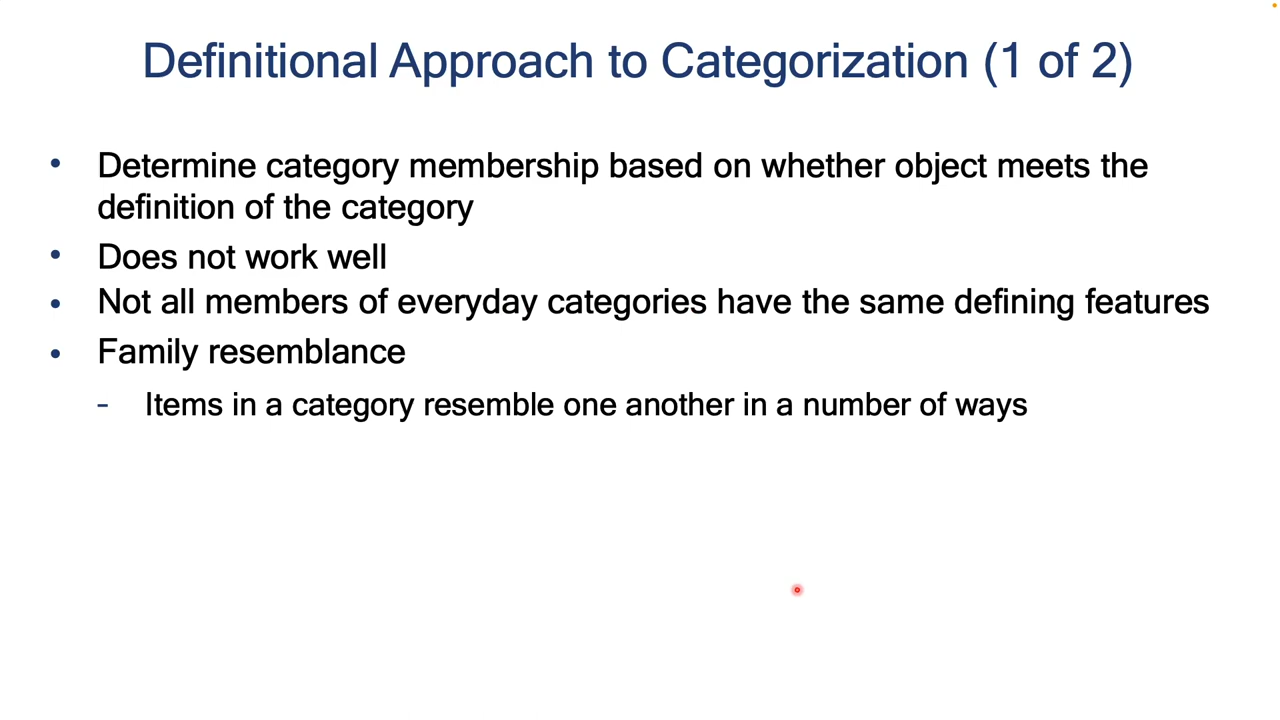 Definitional Approach to Categorization (1 of 2)
• Determine category membership based on whether object meets the
definition of the category
• Does not work well
• Not all members of everyday categories have the same defining features
• Family resemblance
- Items in a category resemble one another in a number of ways